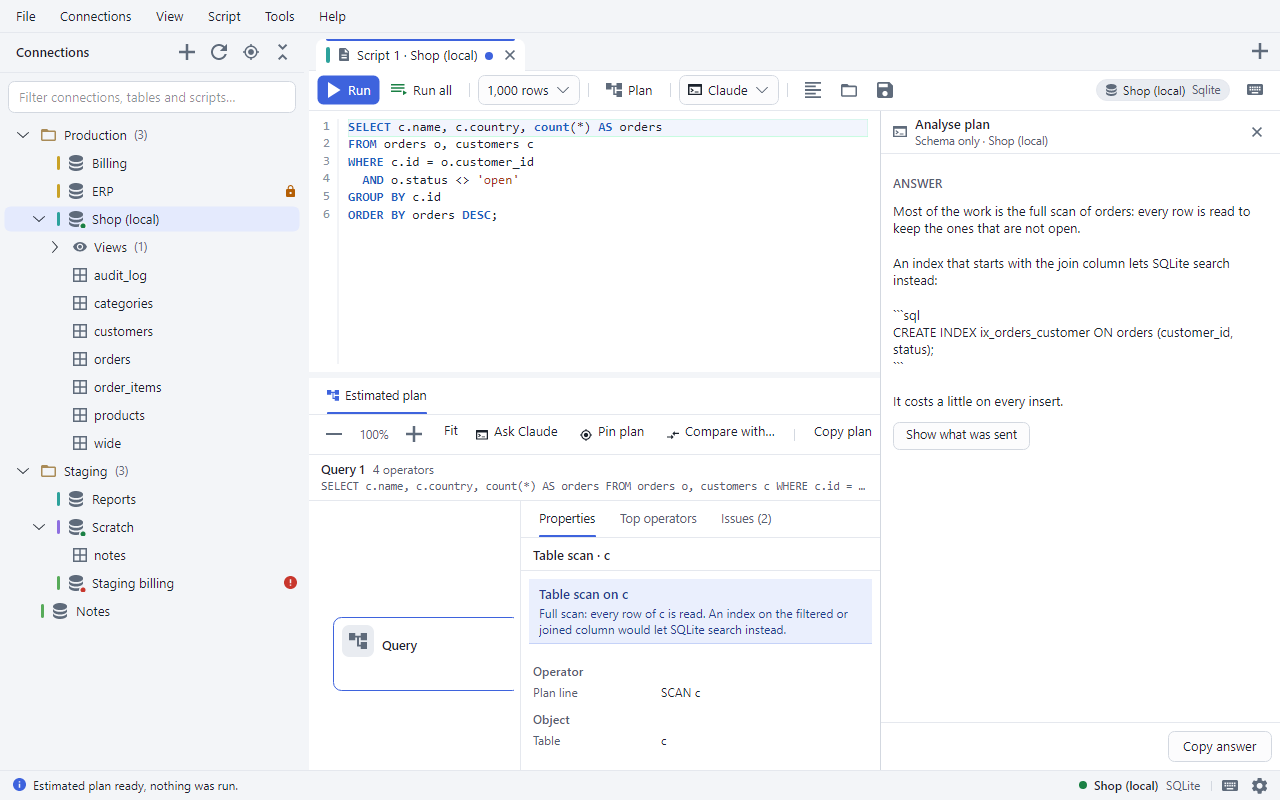 File Connections View Script Tools Help
Connections
Script 1 · Shop (local)
Filter connections, tables and scripts...
Run
Run all
1,000 rows
Plan
Claude
Shop (local) Sqlite
Production (3)
Billing
ERP
Shop (local)
Views (1)
audit_log
categories
customers
orders
order_items
products
wide
Staging (3)
Reports
Scratch
notes
Staging billing
Notes
1 SELECT c.name, c.country, count(*) AS orders
2 FROM orders o, customers c
3 WHERE c.id = o.customer_id
4 AND o.status <> 'open'
5 GROUP BY c.id
6 ORDER BY orders DESC;
Estimated plan
100%
Fit
Ask Claude
Pin plan
Compare with...
Copy plan
Query 1 4 operators
SELECT c.name, c.country, count(*) AS orders FROM orders o, customers c WHERE c.id = …
Query
Properties
Top operators
Issues (2)
Table scan · c
Table scan on c
Full scan: every row of c is read. An index on the filtered or
joined column would let SQLite search instead.
Operator
Plan line SCAN c
Object
Table c
Analyse plan
Schema only · Shop (local)
ANSWER
Most of the work is the full scan of orders: every row is read to
keep the ones that are not open.
An index that starts with the join column lets SQLite search
instead:
```sql
CREATE INDEX ix_orders_customer ON orders (customer_id,
status);
```
It costs a little on every insert.
Show what was sent
Copy answer
Estimated plan ready, nothing was run.
Shop (local) SQLite